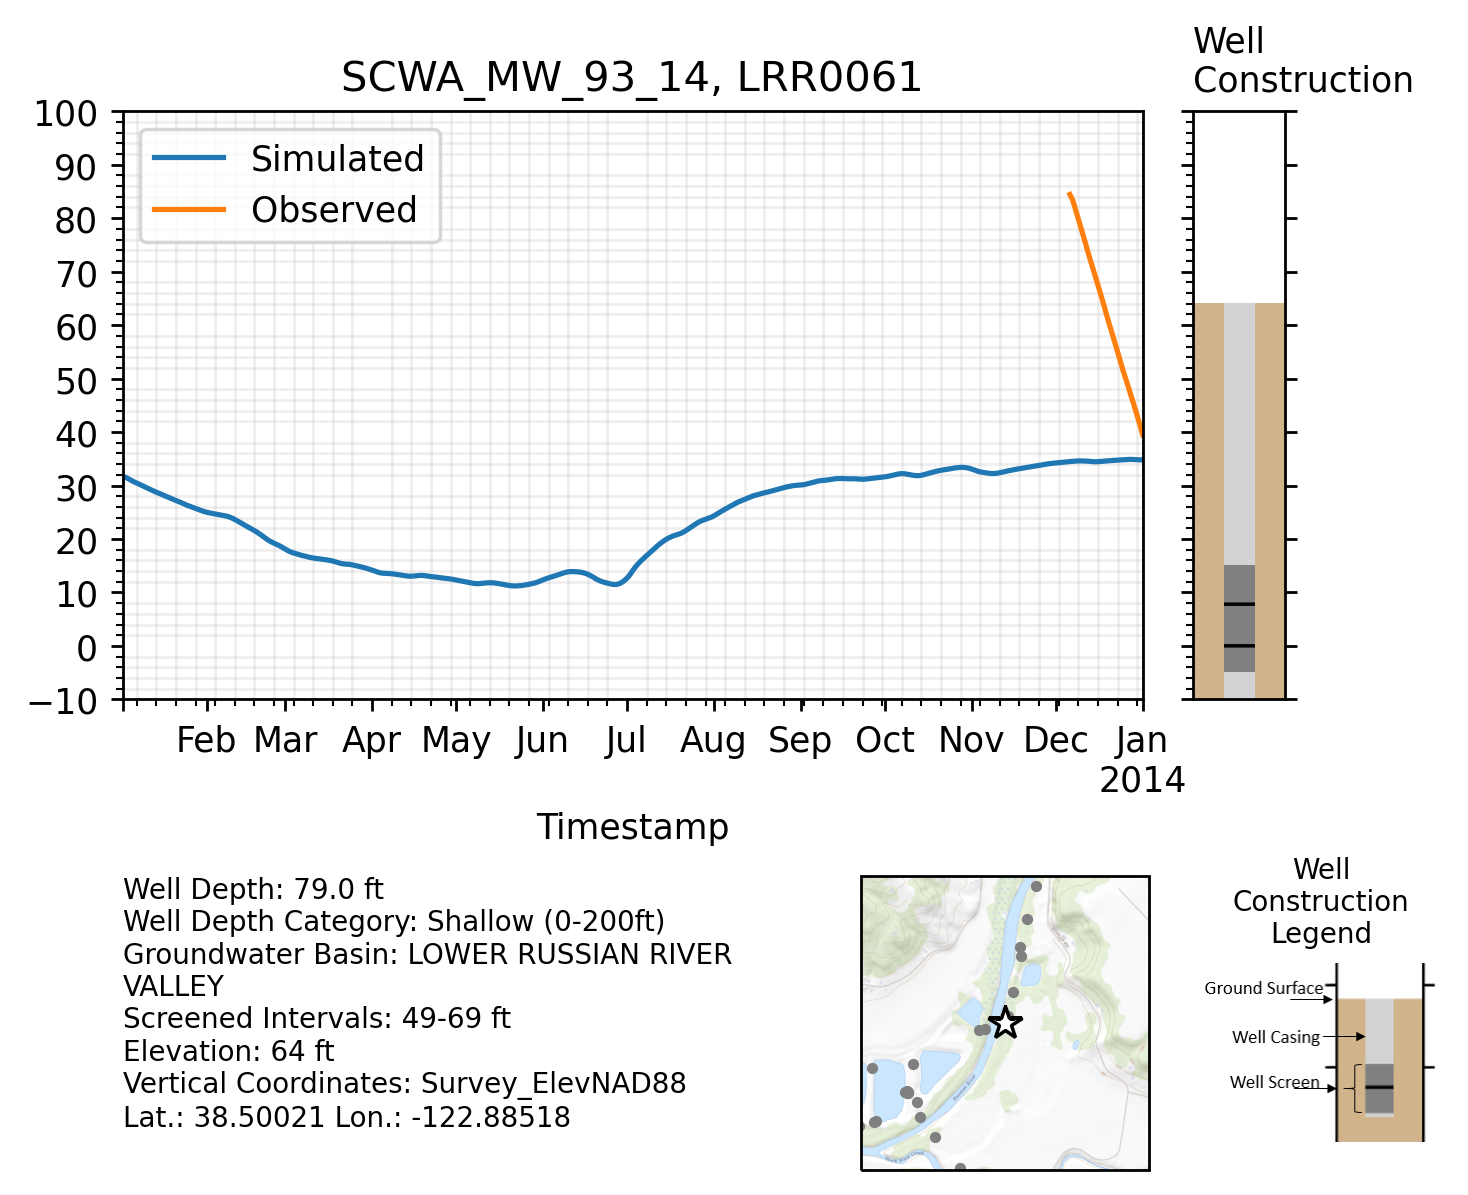 Well
Construction
SCWA_MW_93_14, LRR0061
100
90
80
70
60
50
40
30
20
10
0
−10
Simulated
Observed
Feb Mar Apr May Jun Jul Aug Sep Oct Nov Dec Jan
2014
Timestamp
Well Depth: 79.0 ft
Well Depth Category: Shallow (0-200ft)
Groundwater Basin: LOWER RUSSIAN RIVER
VALLEY
Screened Intervals: 49-69 ft
Elevation: 64 ft
Vertical Coordinates: Survey_ElevNAD88
Lat.: 38.50021 Lon.: -122.88518
Well
Construction
Legend
Ground Surface
Well Casing
Well Screen